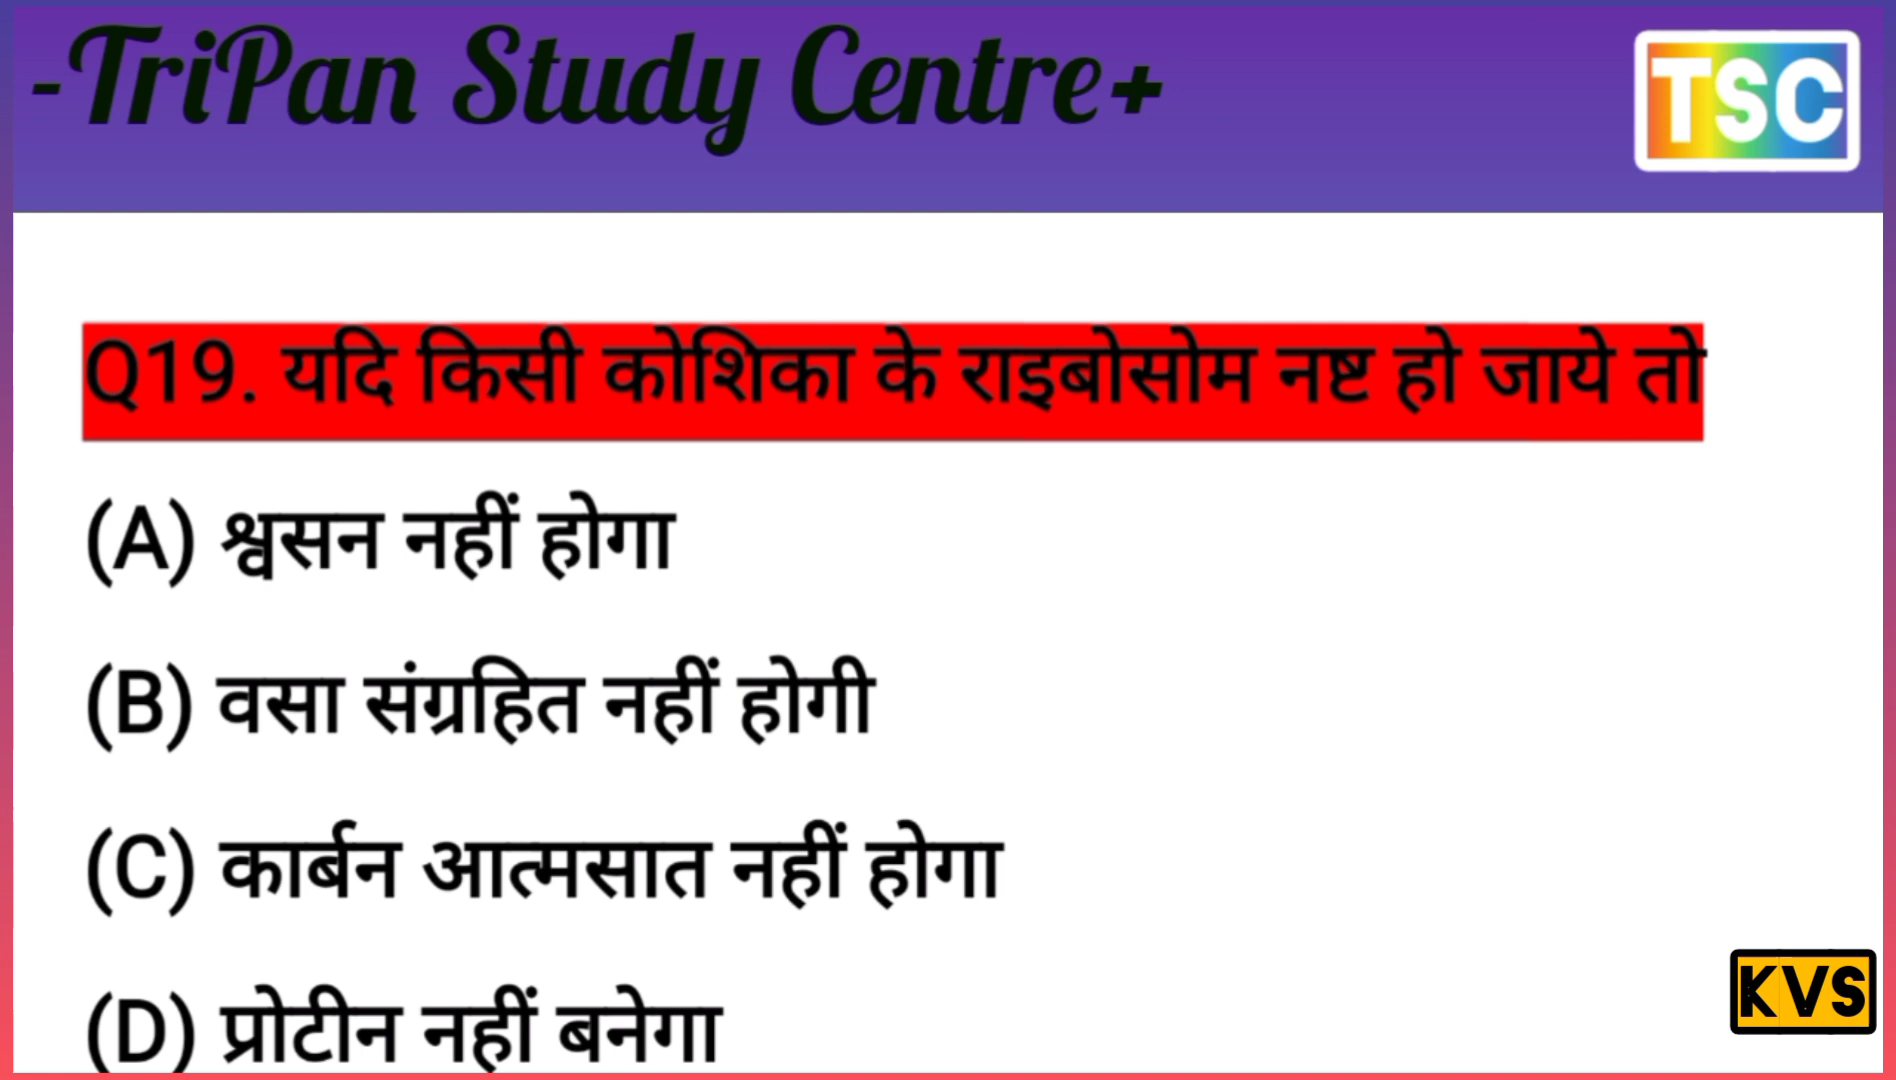 -TriPan Study Centre+
TSC
Q19. यदि किसी कोशिका के राइबोसोम नष्ट हो जाये तो
(A) श्वसन नहीं होगा
(B) वसा संग्रहित नहीं होगी
(C) कार्बन आत्मसात नहीं होगा
(D) प्रोटीन नहीं बनेगा
KVS